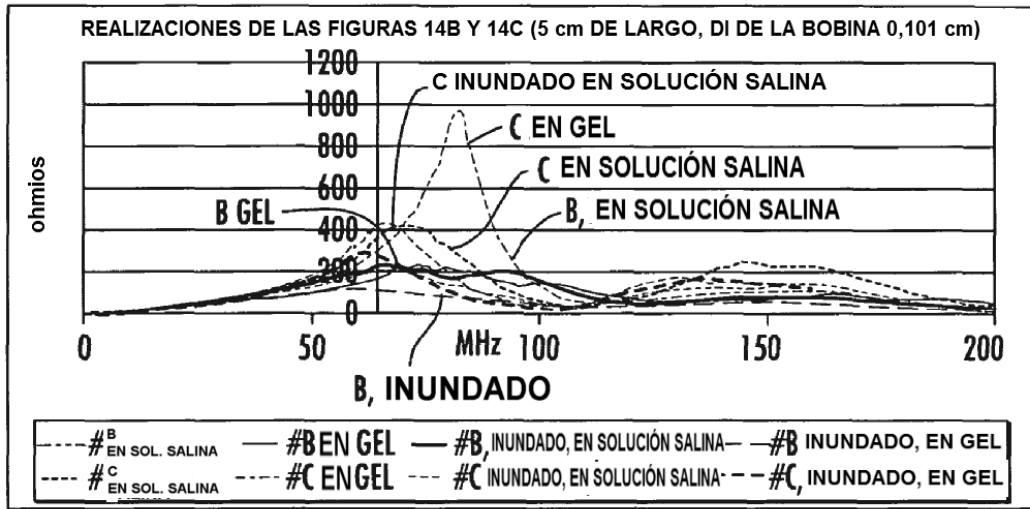 REALIZACIONES DE LAS FIGURAS 14B Y 14C (5 cm DE LARGO, DI DE LA BOBINA 0,101 cm)
1200
C INUNDADO EN SOLUCIÓN SALINA
1000
C EN GEL
800
C EN SOLUCIÓN SALINA
600
B GEL
B, EN SOLUCIÓN SALINA
400
200
0
ohmios
0
50
MHz
100
150
200
B, INUNDADO
#B EN SOL. SALINA
#B EN GEL
#B, INUNDADO, EN SOLUCIÓN SALINA
#B INUNDADO, EN GEL
#C EN SOL. SALINA
#C EN GEL
#C INUNDADO, EN SOLUCIÓN SALINA
#C, INUNDADO, EN GEL